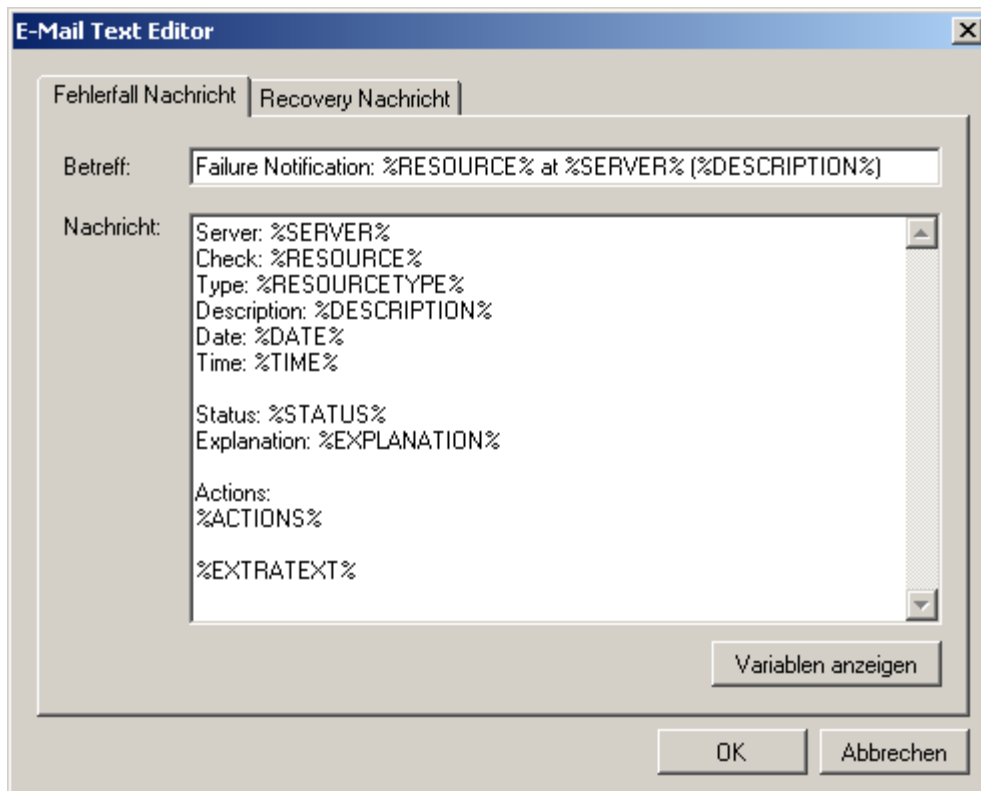 E-Mail Text Editor
Fehlerfall Nachricht Recovery Nachricht
Betreff: Failure Notification: %RESOURCE% at %SERVER% (%DESCRIPTION%)
Nachricht: Server: %SERVER%
Check: %RESOURCE%
Type: %RESOURCETYPE%
Description: %DESCRIPTION%
Date: %DATE%
Time: %TIME%
Status: %STATUS%
Explanation: %EXPLANATION%
Actions:
%ACTIONS%
%EXTRATEXT%
Variablen anzeigen
OK Abbrechen